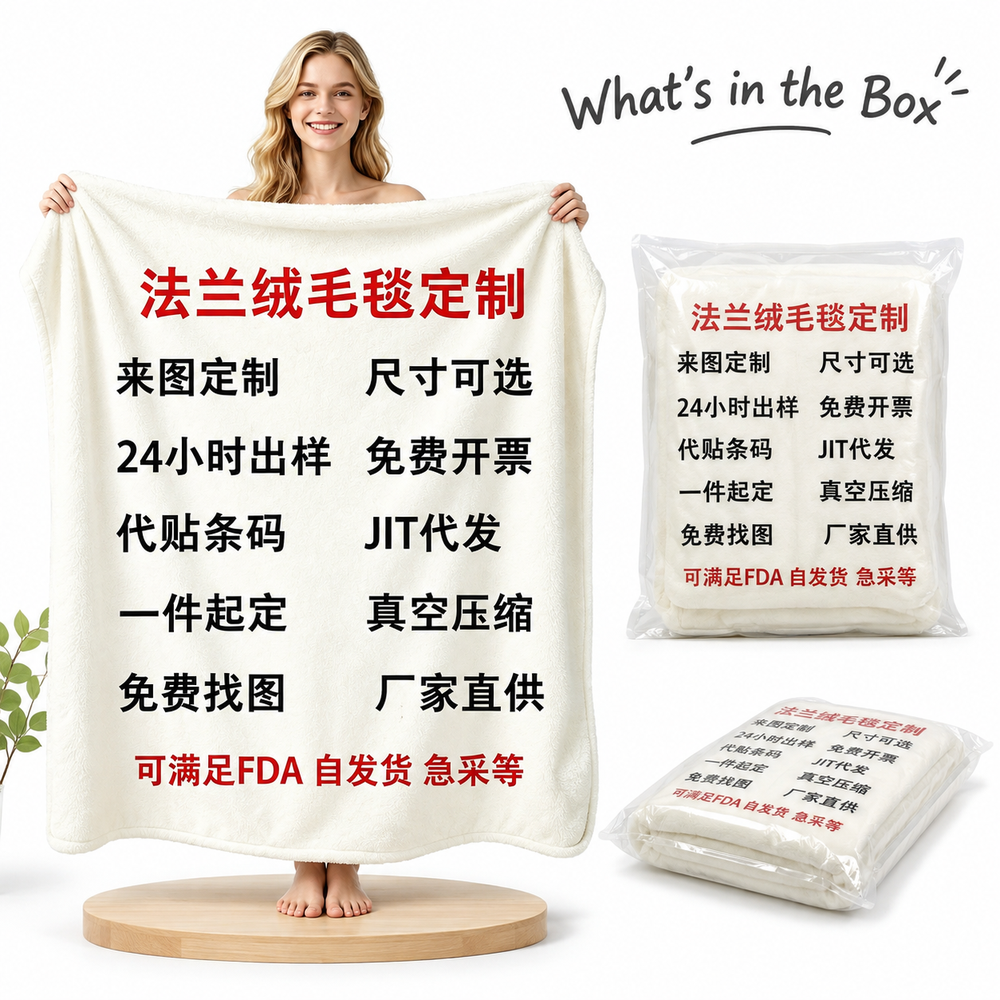 What's in the Box
法兰绒毛毯定制
来图定制 尺寸可选
24小时出样 免费开票
代贴条码 JIT代发
一件起定 真空压缩
免费找图 厂家直供
可满足FDA 自发货 急采等
法兰绒毛毯定制
来图定制 尺寸可选
24小时出样 免费开票
代贴条码 JIT代发
一件起定 真空压缩
免费找图 厂家直供
可满足FDA 自发货 急采等
法兰绒毛毯定制
来图定制 尺寸可选
24小时出样 免费开票
代贴条码 JIT代发
一件起定 真空压缩
免费找图 厂家直供
可满足FDA 自发货 急采等